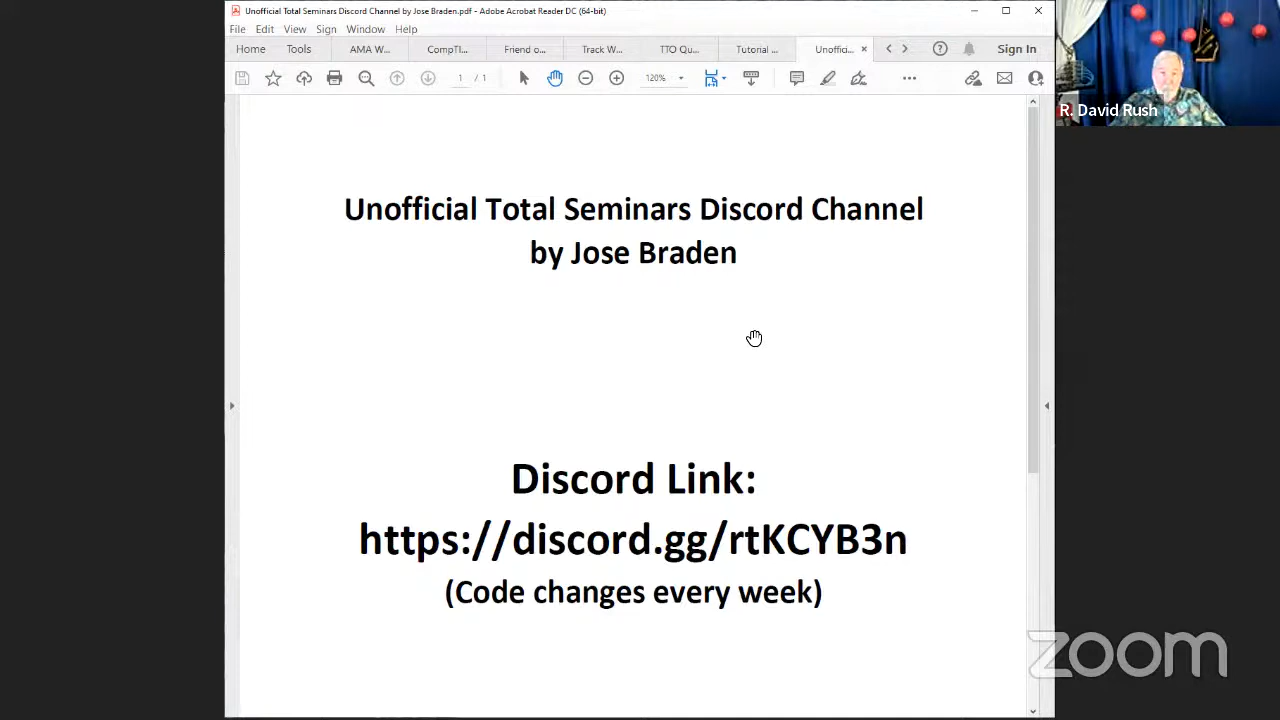 Unofficial Total Seminars Discord Channel by Jose Braden.pdf - Adobe Acrobat Reader DC (64-bit)
File Edit View Sign Window Help
Home Tools AMA W... CompTI... Friend o... Track W... TTO Qu... Tutorial ... Unoffici... Sign In
1 / 1 120%
R. David Rush
Unofficial Total Seminars Discord Channel
by Jose Braden
Discord Link:
https://discord.gg/rtKCYB3n
(Code changes every week)
zoom